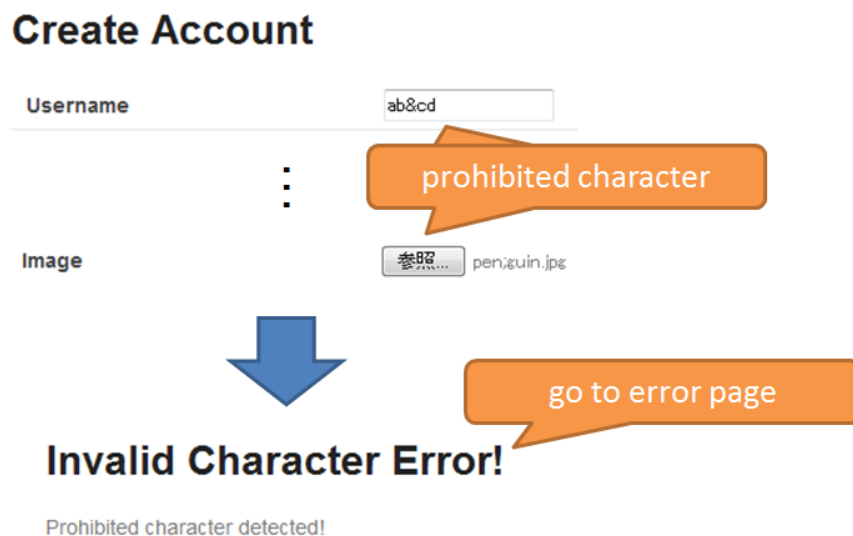 Create Account
Username
ab&cd
prohibited character
Image
参照...
pen;guin.jpg
go to error page
Invalid Character Error!
Prohibited character detected!